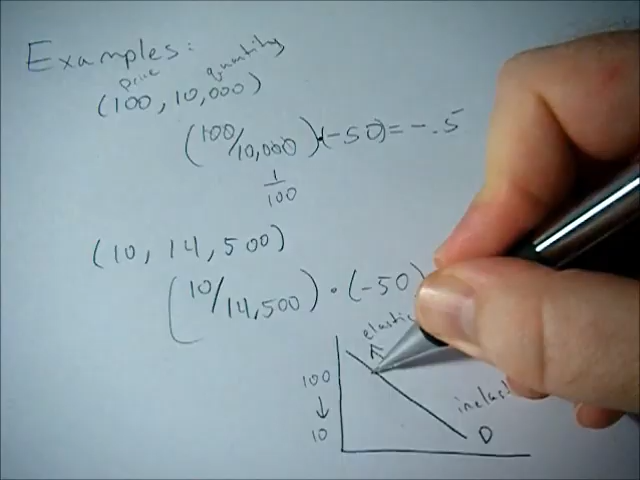 Examples:
price quantity
(100, 10,000)
(100/10,000)•(-50)=-.5
1
100
(10, 14,500)
(10/14,500)•(-50)
elastic
100
↓
10
D